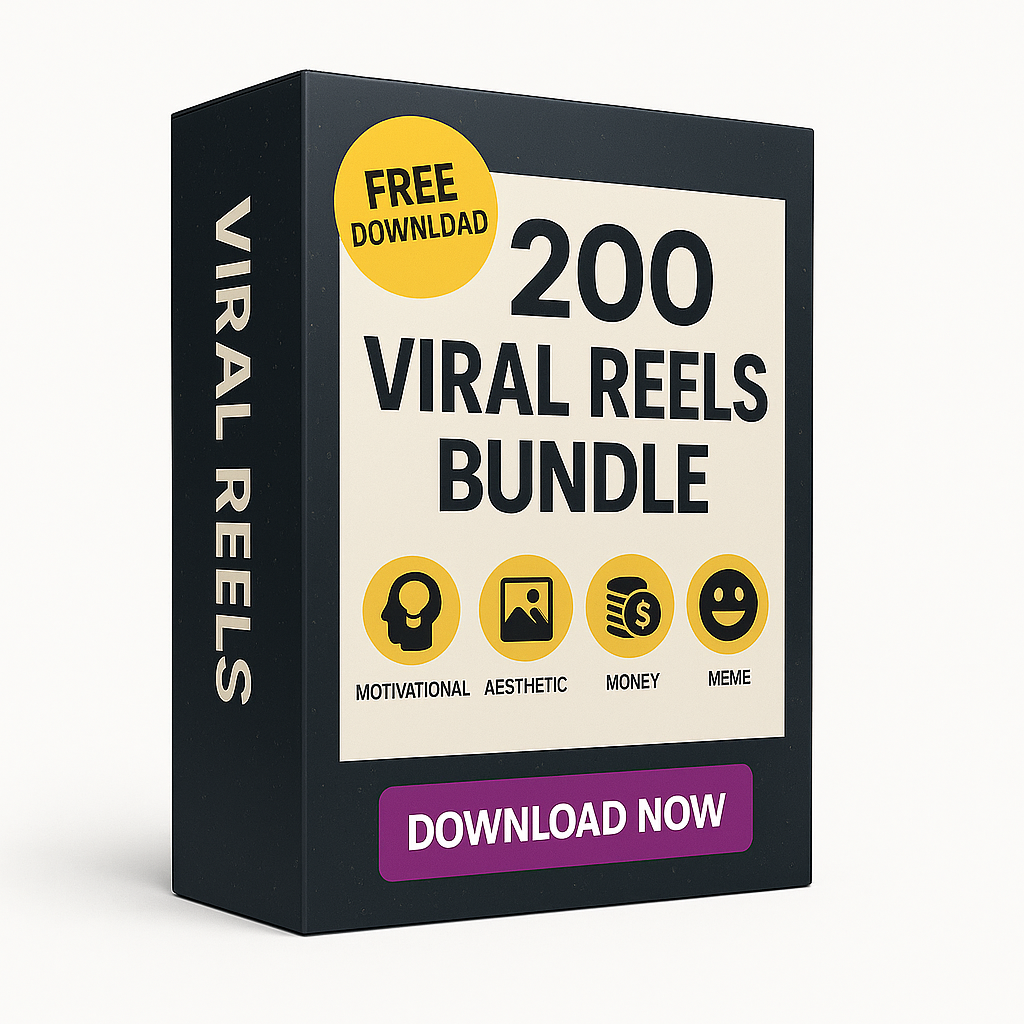 VIRAL REELS
FREE
DOWNLDAD
200
VIRAL REELS
BUNDLE
MOTIVATIONAL AESTHETIC MONEY MEME
DOWNLOAD NOW